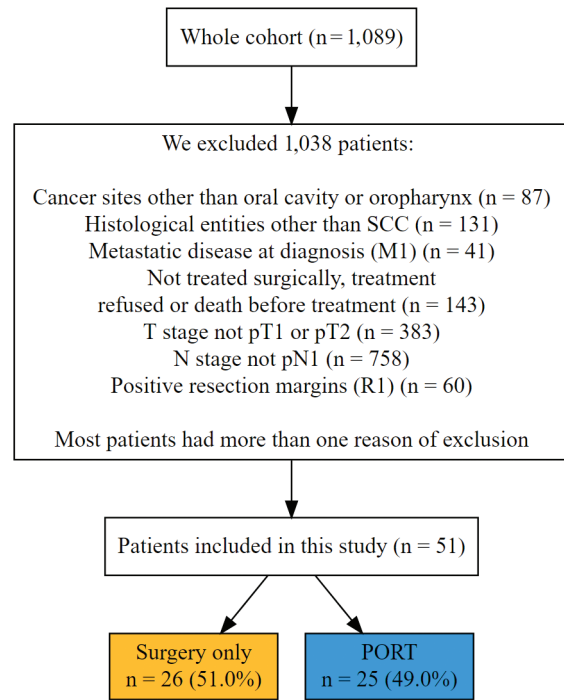 Whole cohort (n = 1,089)
We excluded 1,038 patients:
Cancer sites other than oral cavity or oropharynx (n = 87)
Histological entities other than SCC (n = 131)
Metastatic disease at diagnosis (M1) (n = 41)
Not treated surgically, treatment
refused or death before treatment (n = 143)
T stage not pT1 or pT2 (n = 383)
N stage not pN1 (n = 758)
Positive resection margins (R1) (n = 60)
Most patients had more than one reason of exclusion
Patients included in this study (n = 51)
Surgery only
n = 26 (51.0%)
PORT
n = 25 (49.0%)